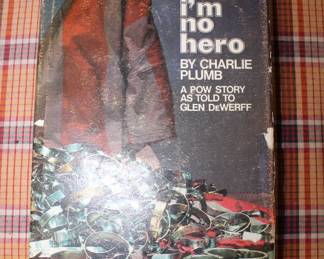 i'm
no
hero
BY CHARLIE
PLUMB
A POW STORY
AS TOLD TO
GLEN DeWERFF